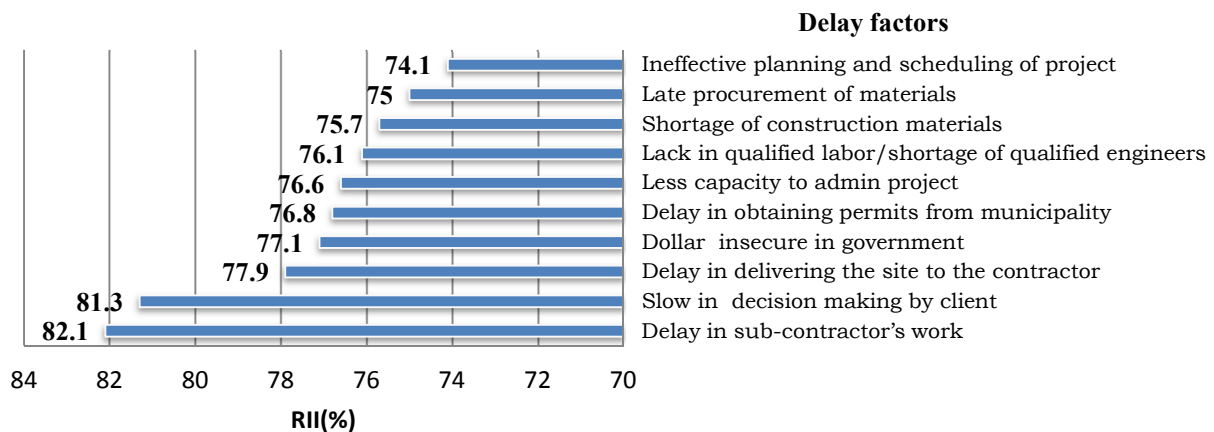 Delay factors
74.1 Ineffective planning and scheduling of project
75 Late procurement of materials
75.7 Shortage of construction materials
76.1 Lack in qualified labor/shortage of qualified engineers
76.6 Less capacity to admin project
76.8 Delay in obtaining permits from municipality
77.1 Dollar  insecure in government
77.9 Delay in delivering the site to the contractor
81.3 Slow in  decision making by client
82.1 Delay in sub-contractor’s work
84 82 80 78 76 74 72 70
RII(%)